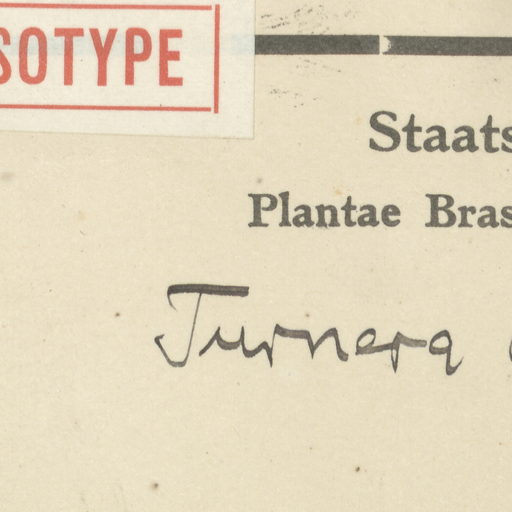 SOTYPE
Staats
Plantae Bras
Turnera